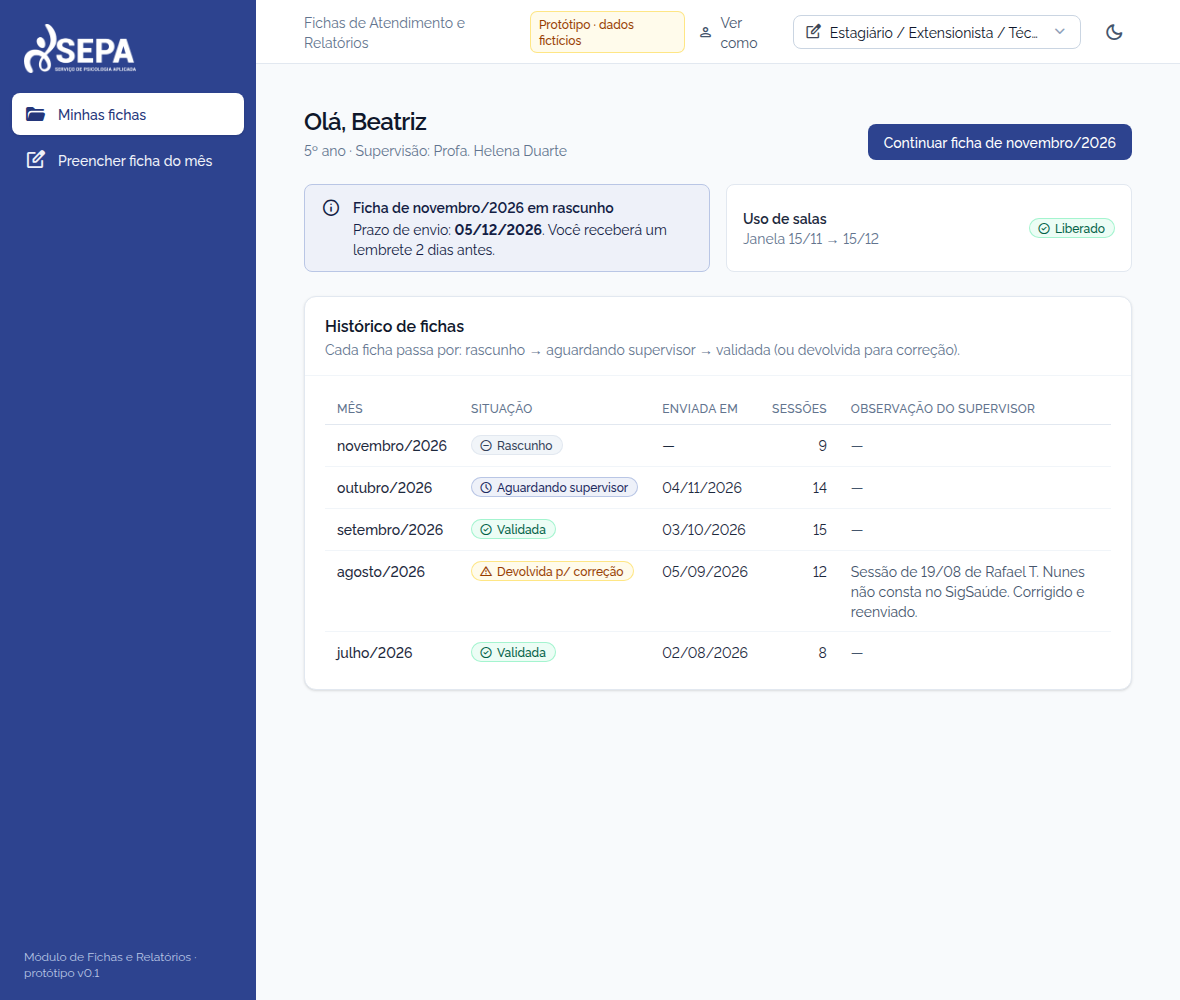 SEPA
SERVIÇO DE PSICOLOGIA APLICADA
Minhas fichas
Preencher ficha do mês
Módulo de Fichas e Relatórios ·
protótipo v0.1
Fichas de Atendimento e
Relatórios
Protótipo · dados
fictícios
Ver
como
Estagiário / Extensionista / Téc...
Olá, Beatriz
5º ano · Supervisão: Profa. Helena Duarte
Continuar ficha de novembro/2026
Ficha de novembro/2026 em rascunho
Prazo de envio: 05/12/2026. Você receberá um
lembrete 2 dias antes.
Uso de salas
Janela 15/11 → 15/12
Liberado
Histórico de fichas
Cada ficha passa por: rascunho → aguardando supervisor → validada (ou devolvida para correção).
MÊS SITUAÇÃO ENVIADA EM SESSÕES OBSERVAÇÃO DO SUPERVISOR
novembro/2026 Rascunho — 9 —
outubro/2026 Aguardando supervisor 04/11/2026 14 —
setembro/2026 Validada 03/10/2026 15 —
agosto/2026 Devolvida p/ correção 05/09/2026 12 Sessão de 19/08 de Rafael T. Nunes
não consta no SigSaúde. Corrigido e
reenviado.
julho/2026 Validada 02/08/2026 8 —